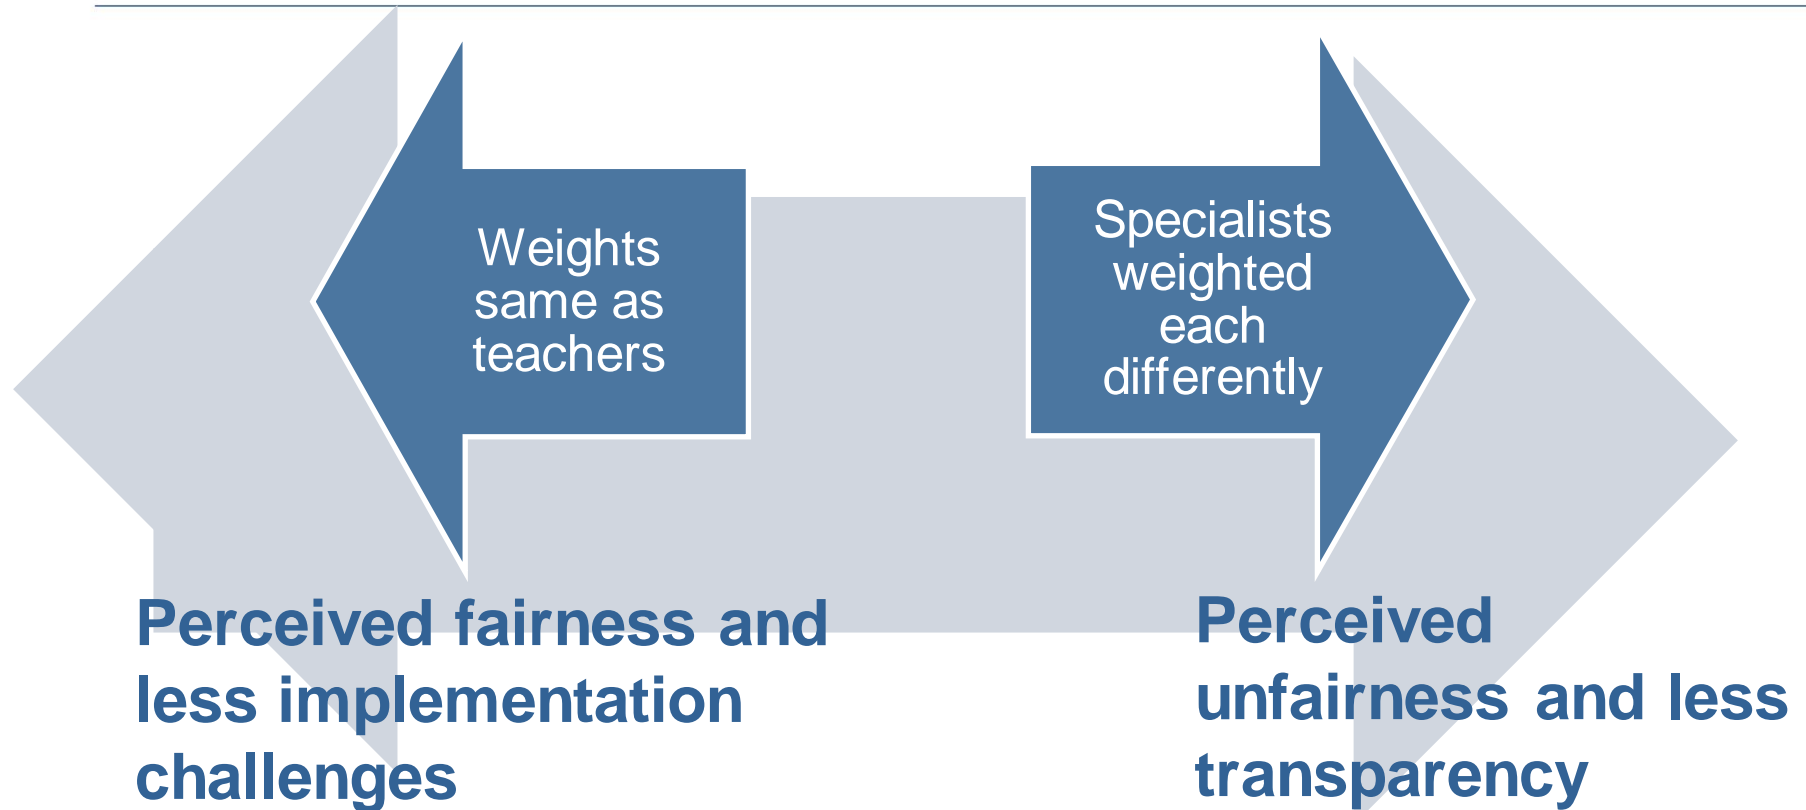 Weights
same as
teachers
Specialists
weighted
each
differently
Perceived fairness and
less implementation
challenges
Perceived
unfairness and less
transparency